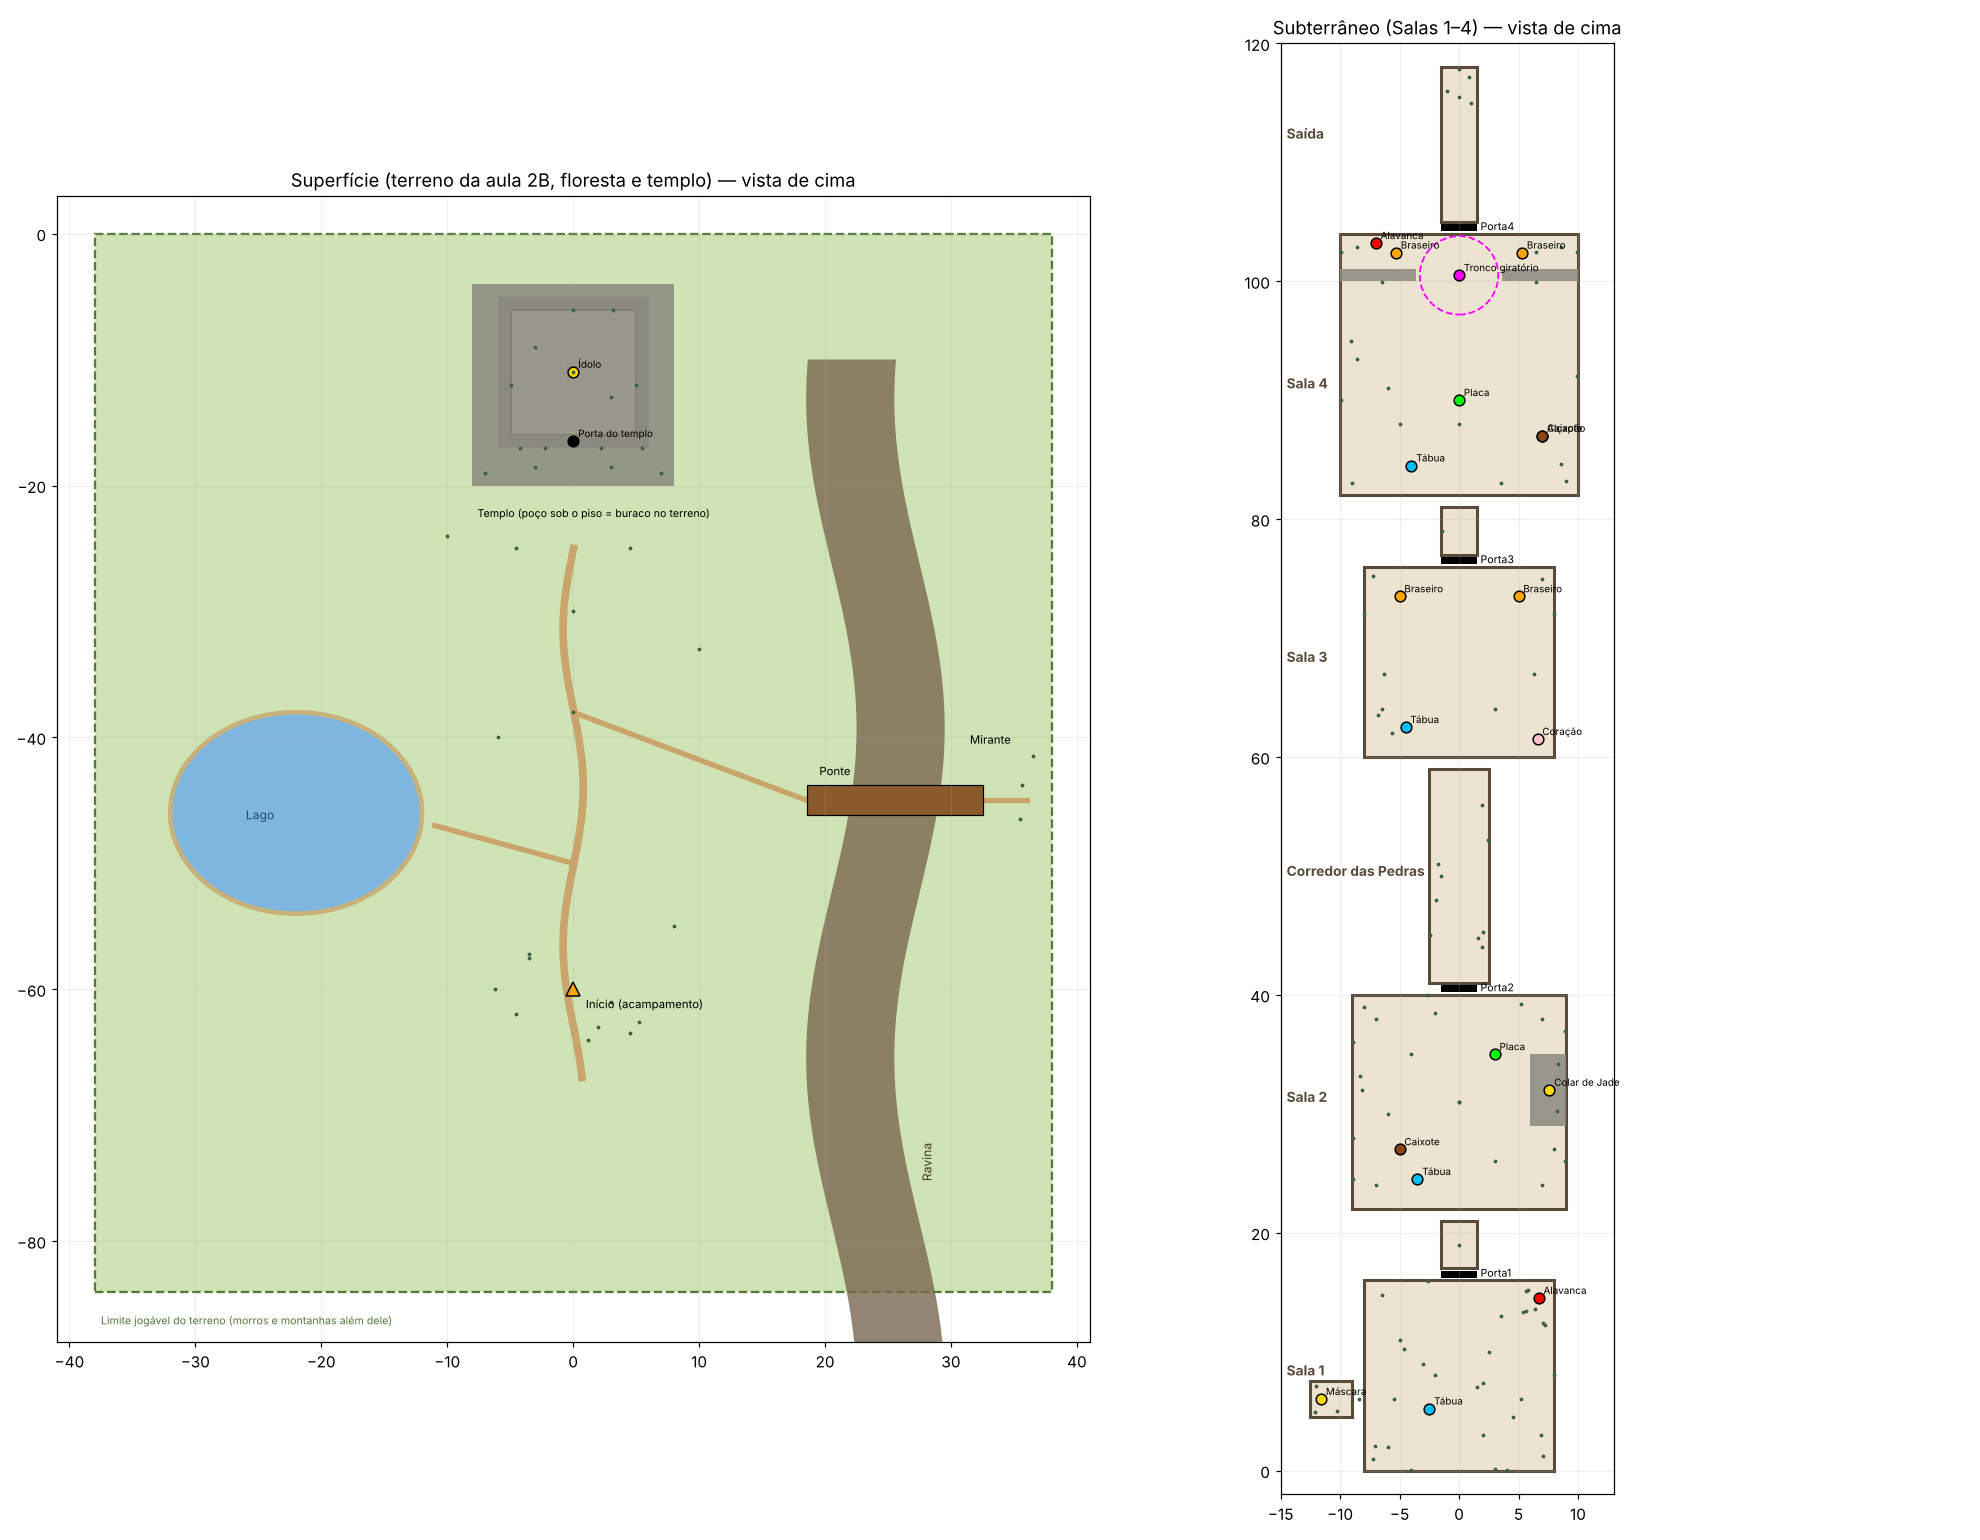 Superfície (terreno da aula 2B, floresta e templo) — vista de cima
0
−20
−40
−60
−80
Ídolo
Porta do templo
Templo (poço sob o piso = buraco no terreno)
Mirante
Ponte
Lago
Início (acampamento)
Ravina
Limite jogável do terreno (morros e montanhas além dele)
−40
−30
−20
−10
0
10
20
30
40
Subterrâneo (Salas 1–4) — vista de cima
120
100
80
60
40
20
0
Saída
Porta4
Alavanca
Braseiro
Braseiro
Tronco giratório
Sala 4
Placa
Tábua
Porta3
Braseiro
Braseiro
Sala 3
Tábua
Coração
Corredor das Pedras
Porta2
Placa
Colar de Jade
Sala 2
Caixote
Tábua
Porta1
Alavanca
Sala 1
Máscara
Tábua
−15
−10
−5
0
5
10